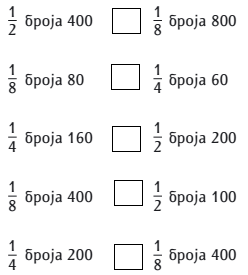 1/2 броја 400 □ 1/8 броја 800
1/8 броја 80 □ 1/4 броја 60
1/4 броја 160 □ 1/2 броја 200
1/8 броја 400 □ 1/2 броја 100
1/4 броја 200 □ 1/8 броја 400